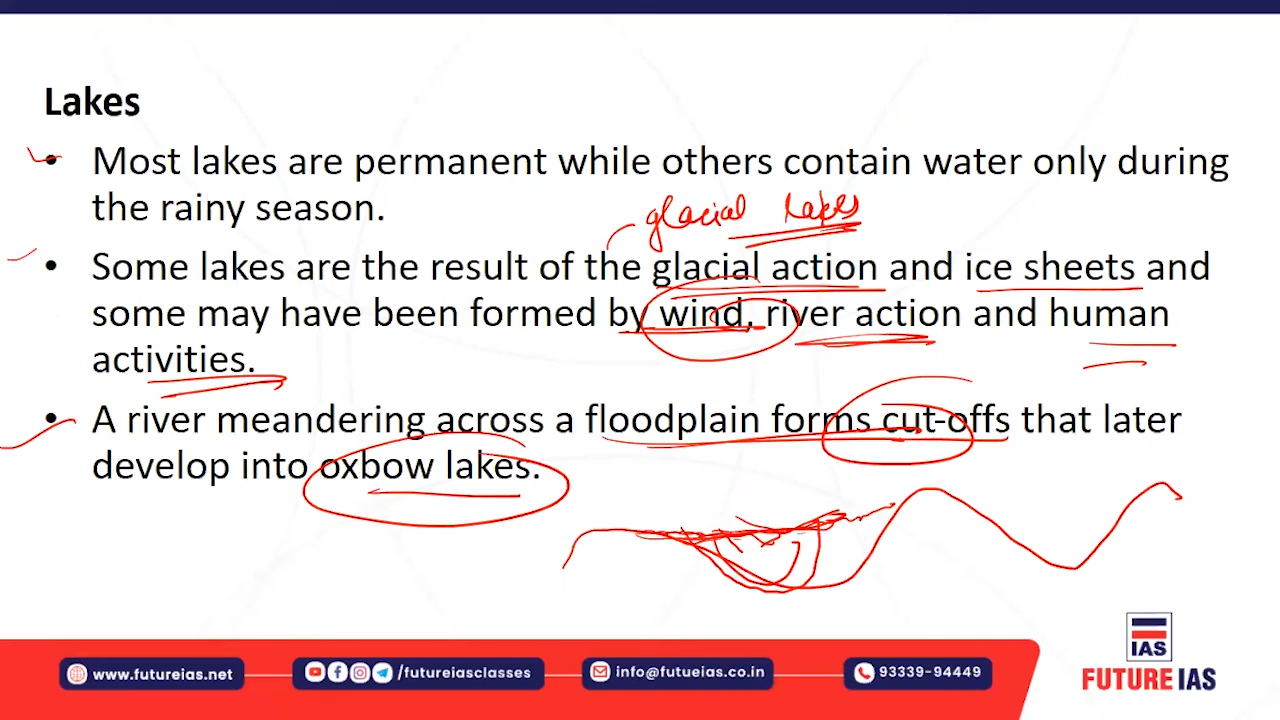 Lakes
• Most lakes are permanent while others contain water only during
the rainy season.
glacial lakes
• Some lakes are the result of the glacial action and ice sheets and
some may have been formed by wind, river action and human
activities.
• A river meandering across a floodplain forms cut-offs that later
develop into oxbow lakes.
www.futureias.net
/futureiasclasses
info@futueias.co.in
93339-94449
IAS
FUTURE IAS